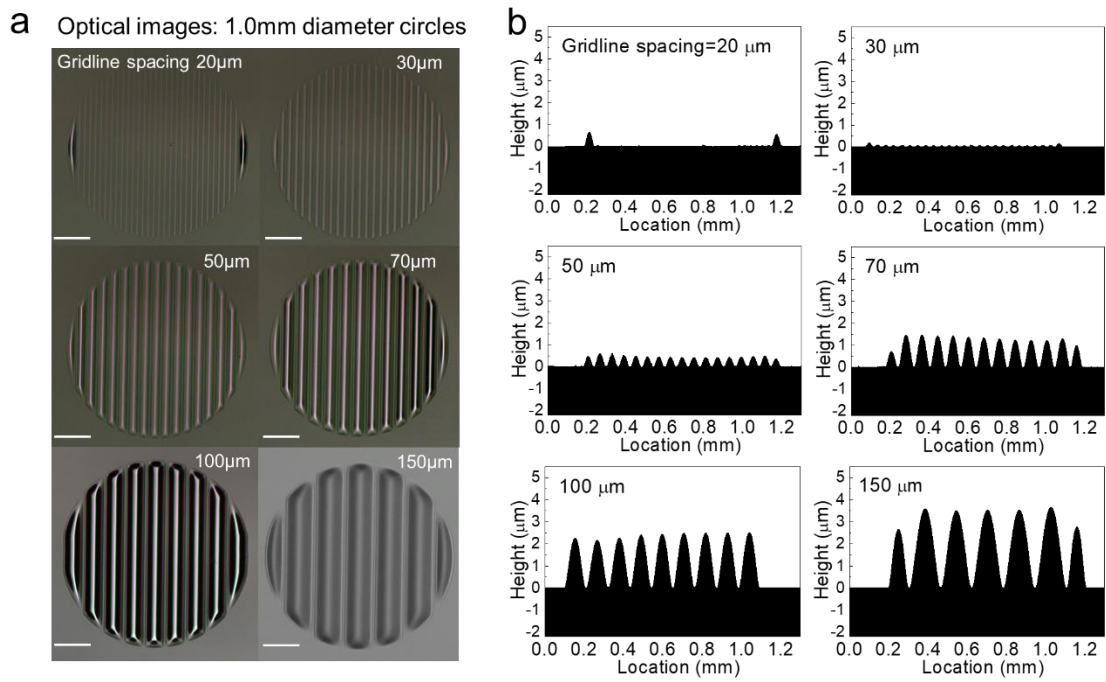 a
Optical images: 1.0mm diameter circles
Gridline spacing 20μm
30μm
50μm
70μm
100μm
150μm
b
5
4
3
2
1
0
-1
-2
Height (μm)
Gridline spacing=20 μm
0.0 0.2 0.4 0.6 0.8 1.0 1.2
Location (mm)
5
4
3
2
1
0
-1
-2
Height (μm)
30 μm
0.0 0.2 0.4 0.6 0.8 1.0 1.2
Location (mm)
5
4
3
2
1
0
-1
-2
Height (μm)
50 μm
0.0 0.2 0.4 0.6 0.8 1.0 1.2
Location (mm)
5
4
3
2
1
0
-1
-2
Height (μm)
70 μm
0.0 0.2 0.4 0.6 0.8 1.0 1.2
Location (mm)
5
4
3
2
1
0
-1
-2
Height (μm)
100 μm
0.0 0.2 0.4 0.6 0.8 1.0 1.2
Location (mm)
5
4
3
2
1
0
-1
-2
Height (μm)
150 μm
0.0 0.2 0.4 0.6 0.8 1.0 1.2
Location (mm)